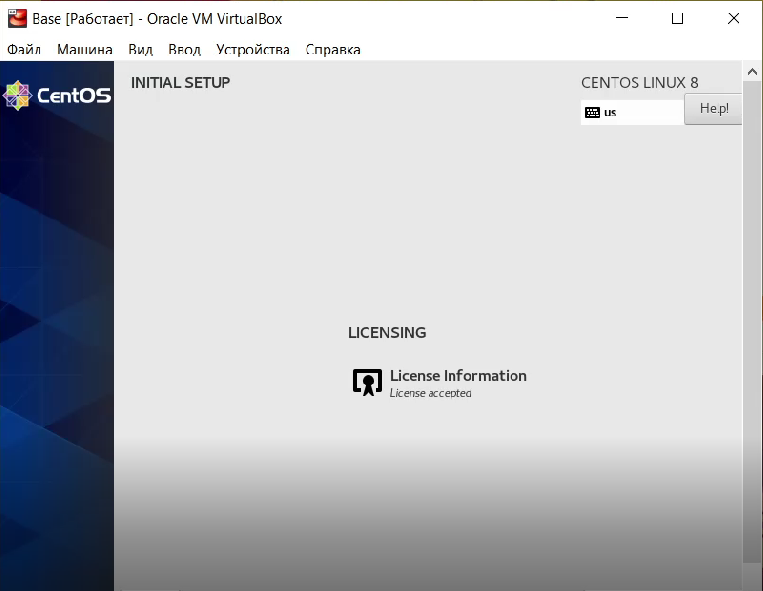 Base [Работает] - Oracle VM VirtualBox
Файл Машина Вид Ввод Устройства Справка
CentOS
INITIAL SETUP
CENTOS LINUX 8
us
Help!
LICENSING
License Information
License accepted